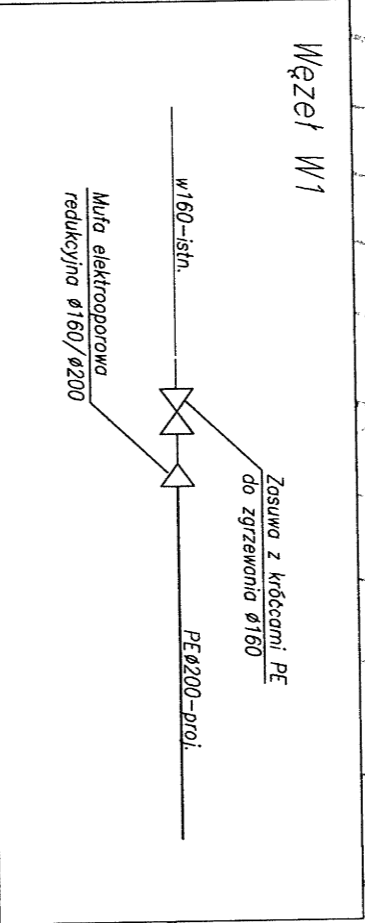 Węzeł W1
w160-istn.
Zasuwa z króćcami PE
do zgrzewania ø160
Mufa elektrooporowa
redukcyjna ø160/ø200
PEø200-proj.